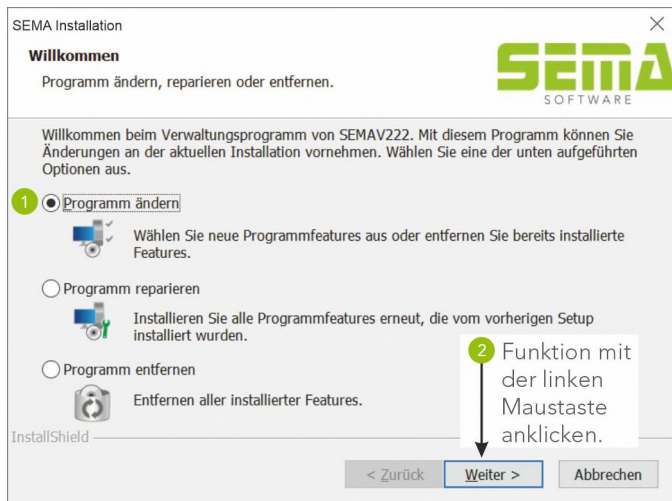 SEMA Installation
Willkommen
Programm ändern, reparieren oder entfernen.
SEMA
SOFTWARE
Willkommen beim Verwaltungsprogramm von SEMAV222. Mit diesem Programm können Sie
Änderungen an der aktuellen Installation vornehmen. Wählen Sie eine der unten aufgeführten
Optionen aus.
1 Programm ändern
Wählen Sie neue Programmfeatures aus oder entfernen Sie bereits installierte
Features.
Programm reparieren
Installieren Sie alle Programmfeatures erneut, die vom vorherigen Setup
installiert wurden.
Programm entfernen
Entfernen aller installierter Features.
2 Funktion mit
der linken
Maustaste
anklicken.
InstallShield
< Zurück Weiter > Abbrechen